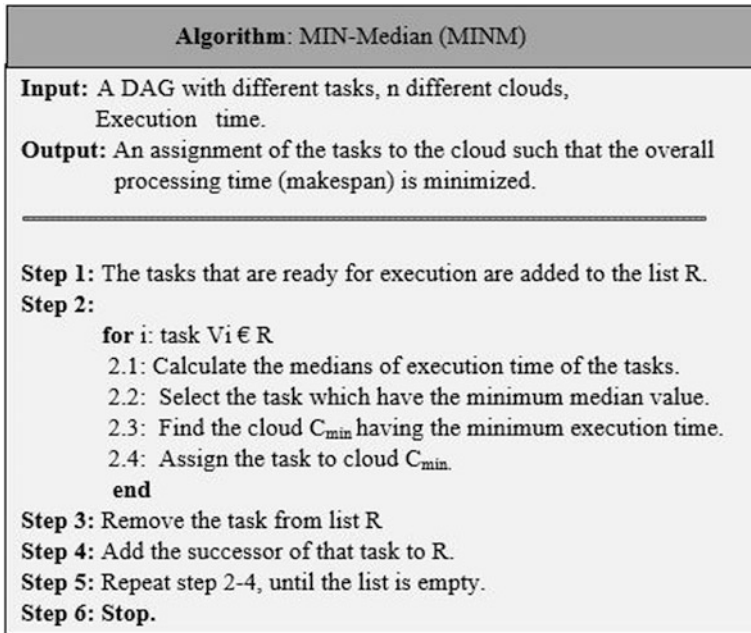 Algorithm: MIN-Median (MINM)
Input: A DAG with different tasks, n different clouds,
Execution time.
Output: An assignment of the tasks to the cloud such that the overall
processing time (makespan) is minimized.
Step 1: The tasks that are ready for execution are added to the list R.
Step 2:
for i: task Vi € R
2.1: Calculate the medians of execution time of the tasks.
2.2: Select the task which have the minimum median value.
2.3: Find the cloud Cmin having the minimum execution time.
2.4: Assign the task to cloud Cmin.
end
Step 3: Remove the task from list R
Step 4: Add the successor of that task to R.
Step 5: Repeat step 2-4, until the list is empty.
Step 6: Stop.